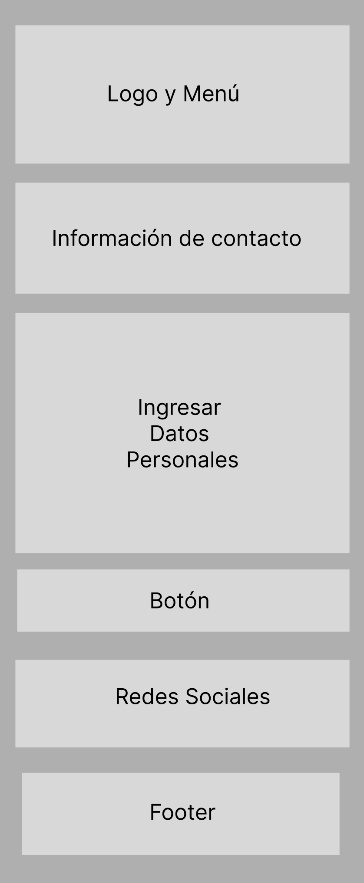 Logo y Menú
Información de contacto
Ingresar
Datos
Personales
Botón
Redes Sociales
Footer